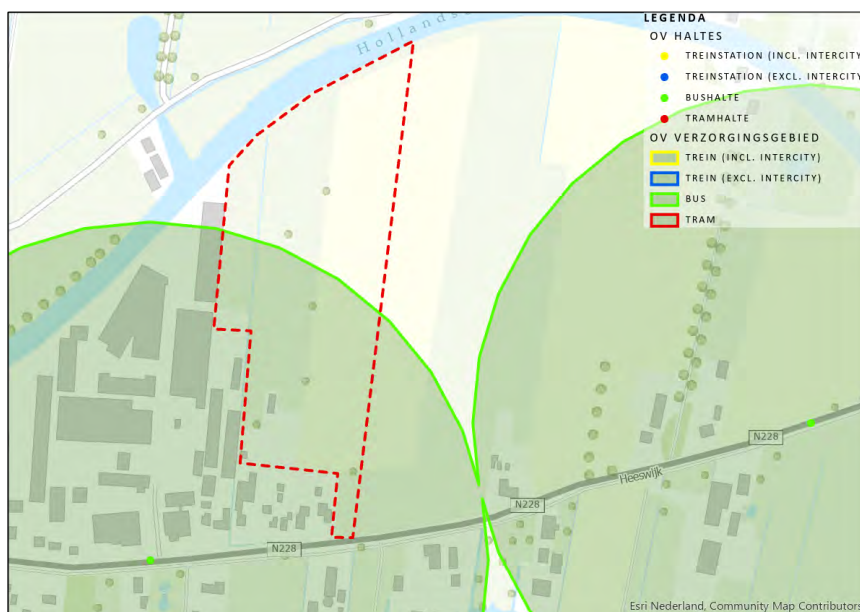 Hollands
LEGENDA
OV HALTES
TREINSTATION (INCL. INTERCITY
TREINSTATION (EXCL. INTERCITY
BUSHALTE
TRAMHALTE
OV VERZORGINGSGEBIED
TREIN (INCL. INTERCITY)
TREIN (EXCL. INTERCITY)
BUS
TRAM
N228
Heeswijk
N228
N228
Esri Nederland, Community Map Contributors